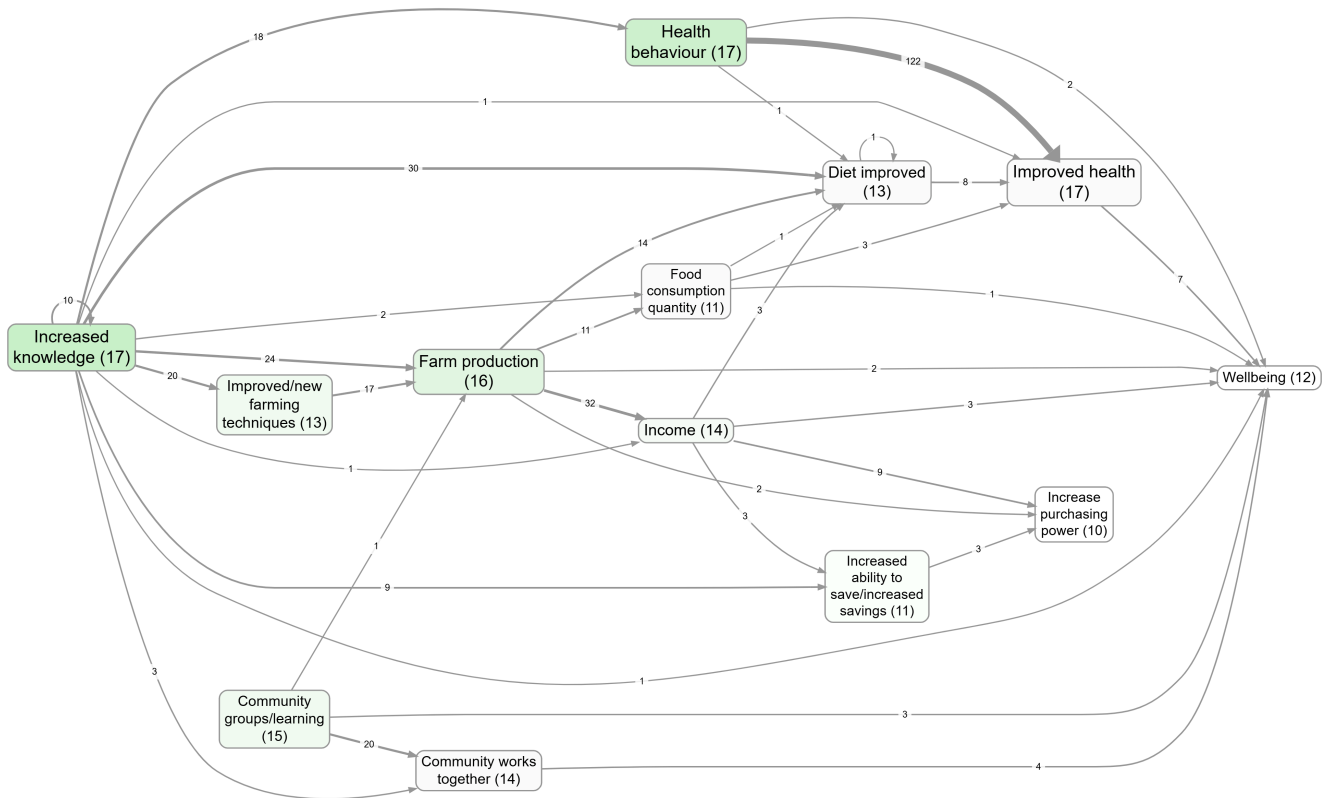 Health
behaviour (17)
18
122
2
1
1
1
30
Diet improved
(13)
8
Improved health
(17)
14
1
3
Food
consumption
quantity (11)
7
10
2
11
3
1
Increased
knowledge (17)
24
Farm production
(16)
2
Wellbeing (12)
20
Improved/new
farming
techniques (13)
17
32
Income (14)
3
1
9
2
3
Increase
purchasing
power (10)
1
3
Increased
ability to
save/increased
savings (11)
9
3
1
Community
groups/learning
(15)
3
20
Community works
together (14)
4